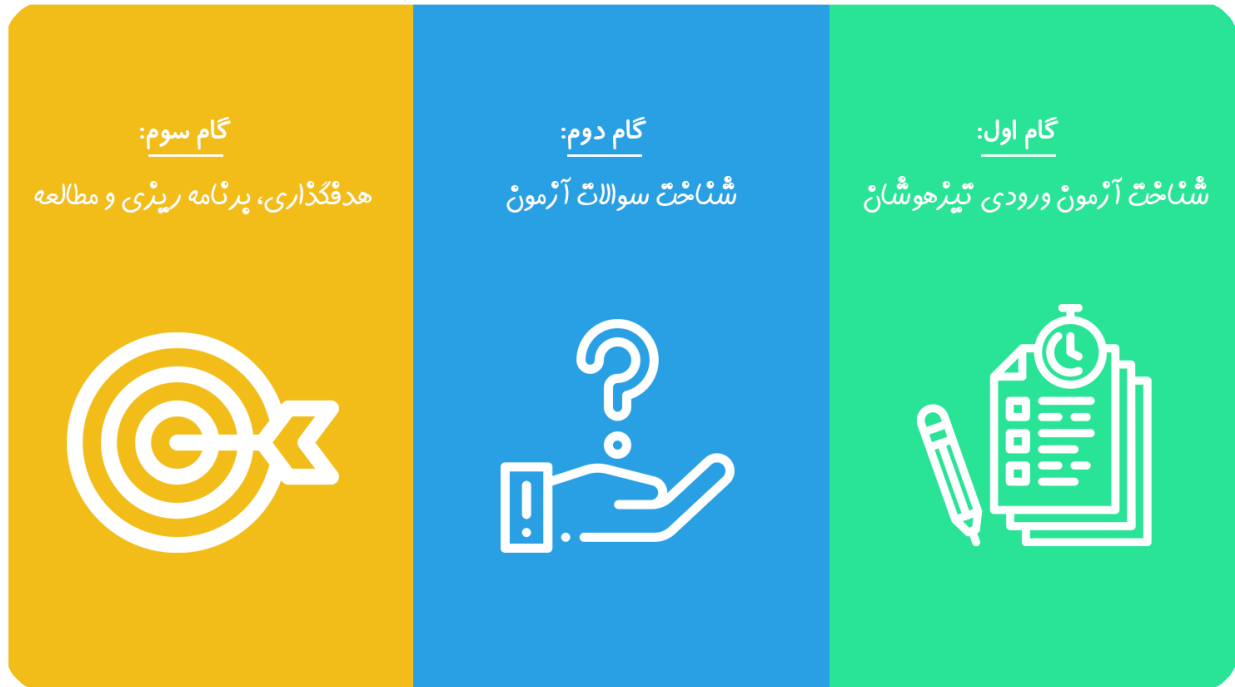 گام اول:
شناخت آزمون ورودی تیزهوشان
گام دوم:
شناخت سوالات آزمون
گام سوم:
هدفگذاری، برنامه ریزی و مطالعه